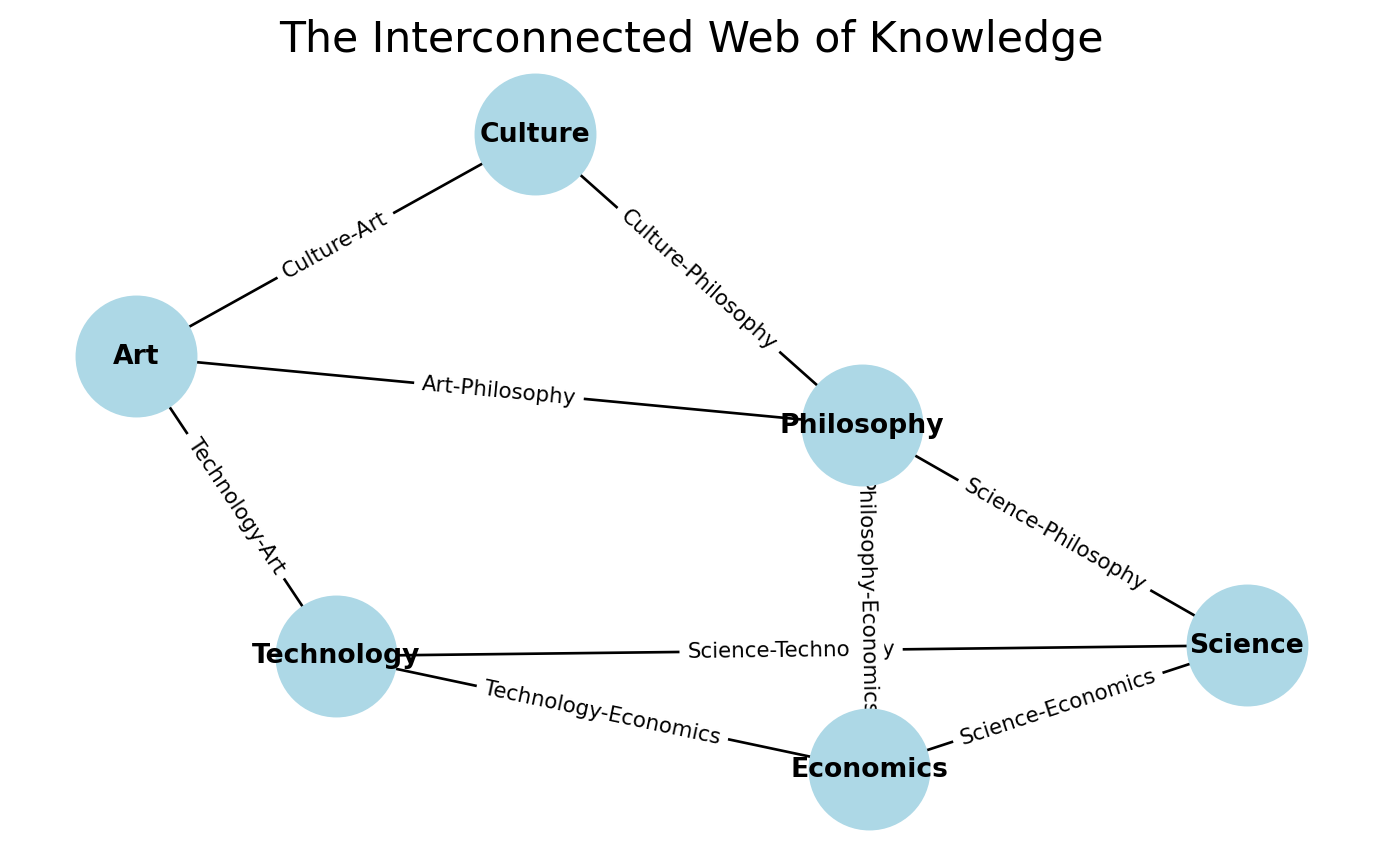 The Interconnected Web of Knowledge
Culture
Culture-Art
Culture-Philosophy
Art
Art-Philosophy
Philosophy
Technology-Art
Science-Philosophy
Philosophy-Economics
Technology
Science-Techno y
Science
Technology-Economics
Science-Economics
Economics